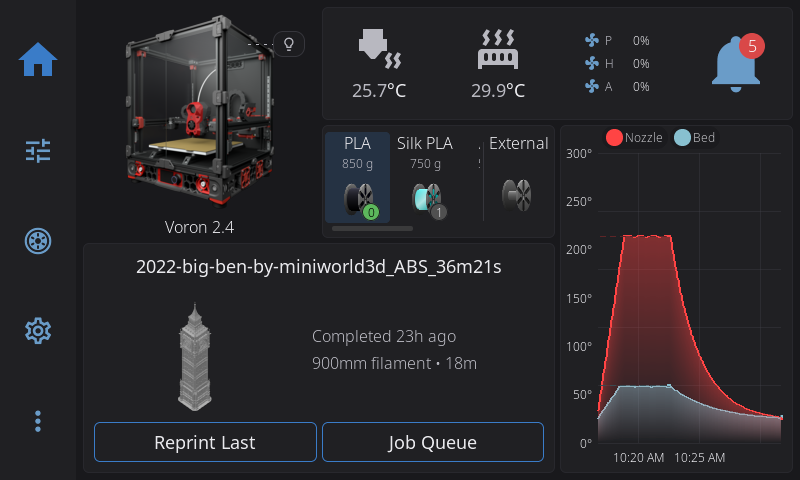 Voron 2.4
25.7°C
29.9°C
P 0%
H 0%
A 0%
5
PLA
850 g
0
Silk PLA
750 g
1
External
2022-big-ben-by-miniworld3d_ABS_36m21s
Completed 23h ago
900mm filament • 18m
Reprint Last
Job Queue
Nozzle
Bed
300°
250°
200°
150°
100°
50°
0°
10:20 AM
10:25 AM